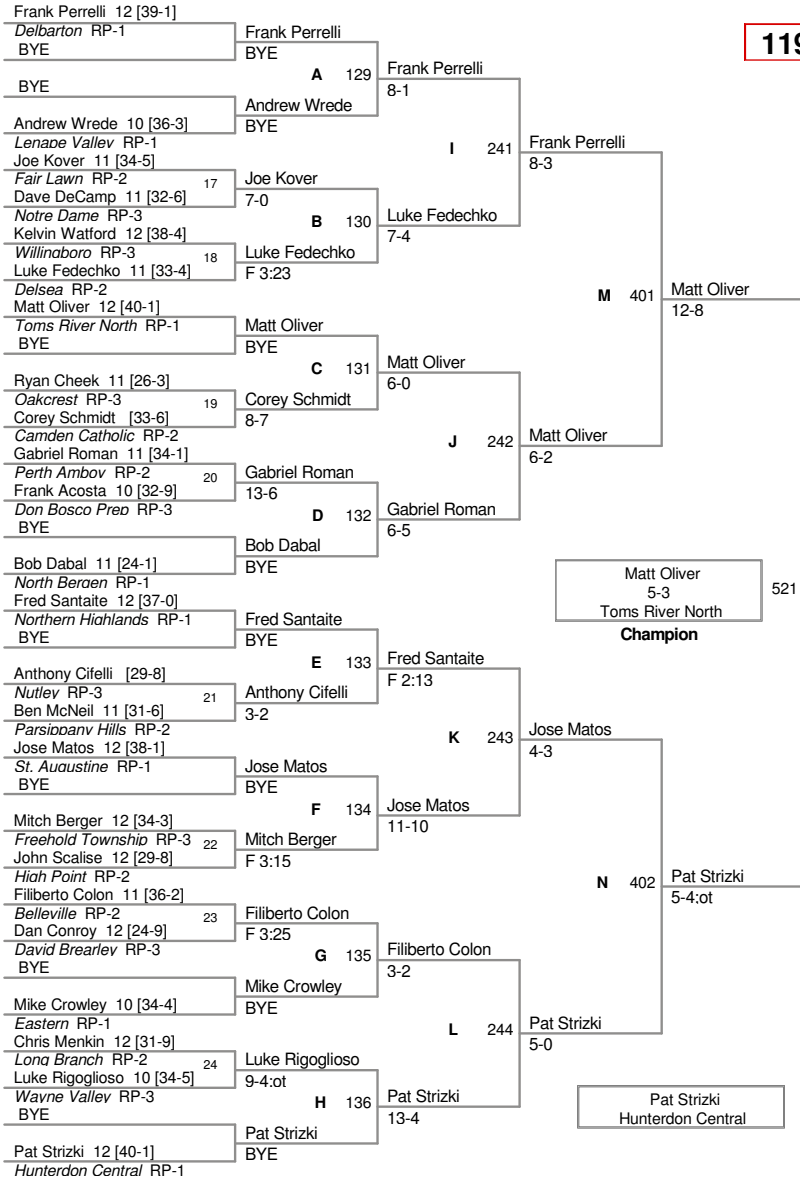 Frank Perrelli 12 [39-1]
Delbarton RP-1
BYE
BYE
Andrew Wrede 10 [36-3]
Lenape Valley RP-1
Joe Kover 11 [34-5]
Fair Lawn RP-2
17
Dave DeCamp 11 [32-6]
Notre Dame RP-3
Kelvin Watford 12 [38-4]
Willingboro RP-3
18
Luke Fedechko 11 [33-4]
Delsea RP-2
Matt Oliver 12 [40-1]
Toms River North RP-1
BYE
Ryan Cheek 11 [26-3]
Oakcrest RP-3
19
Corey Schmidt [33-6]
Camden Catholic RP-2
Gabriel Roman 11 [34-1]
Perth Amboy RP-2
20
Frank Acosta 10 [32-9]
Don Bosco Prep RP-3
BYE
Bob Dabal 11 [24-1]
North Bergen RP-1
Fred Santaite 12 [37-0]
Northern Highlands RP-1
BYE
Anthony Cifelli [29-8]
Nutley RP-3
21
Ben McNeil 11 [31-6]
Parsippany Hills RP-2
Jose Matos 12 [38-1]
St. Augustine RP-1
BYE
Mitch Berger 12 [34-3]
Freehold Township RP-3
22
John Scalise 12 [29-8]
High Point RP-2
Filiberto Colon 11 [36-2]
Belleville RP-2
23
Dan Conroy 12 [24-9]
David Brearley RP-3
BYE
Mike Crowley 10 [34-4]
Eastern RP-1
Chris Menkin 12 [31-9]
Long Branch RP-2
24
Luke Rigoglioso 10 [34-5]
Wayne Valley RP-3
BYE
Pat Strizki 12 [40-1]
Hunterdon Central RP-1
Frank Perrelli
BYE
A 129
Andrew Wrede
BYE
Joe Kover
7-0
B 130
Luke Fedechko
F 3:23
Matt Oliver
BYE
C 131
Corey Schmidt
8-7
Gabriel Roman
13-6
D 132
Bob Dabal
BYE
Fred Santaite
BYE
E 133
Anthony Cifelli
3-2
Jose Matos
BYE
F 134
Mitch Berger
F 3:15
Filiberto Colon
F 3:25
G 135
Mike Crowley
BYE
Luke Rigoglioso
9-4:ot
H 136
Pat Strizki
BYE
Frank Perrelli
8-1
I 241
Luke Fedechko
7-4
Matt Oliver
6-0
J 242
Gabriel Roman
6-5
Fred Santaite
F 2:13
K 243
Jose Matos
11-10
Filiberto Colon
3-2
L 244
Pat Strizki
13-4
Frank Perrelli
8-3
M 401
Matt Oliver
6-2
Jose Matos
4-3
N 402
Pat Strizki
5-0
119
Matt Oliver
12-8
Pat Strizki
5-4:ot
Matt Oliver
5-3
Toms River North
521
Champion
Pat Strizki
Hunterdon Central